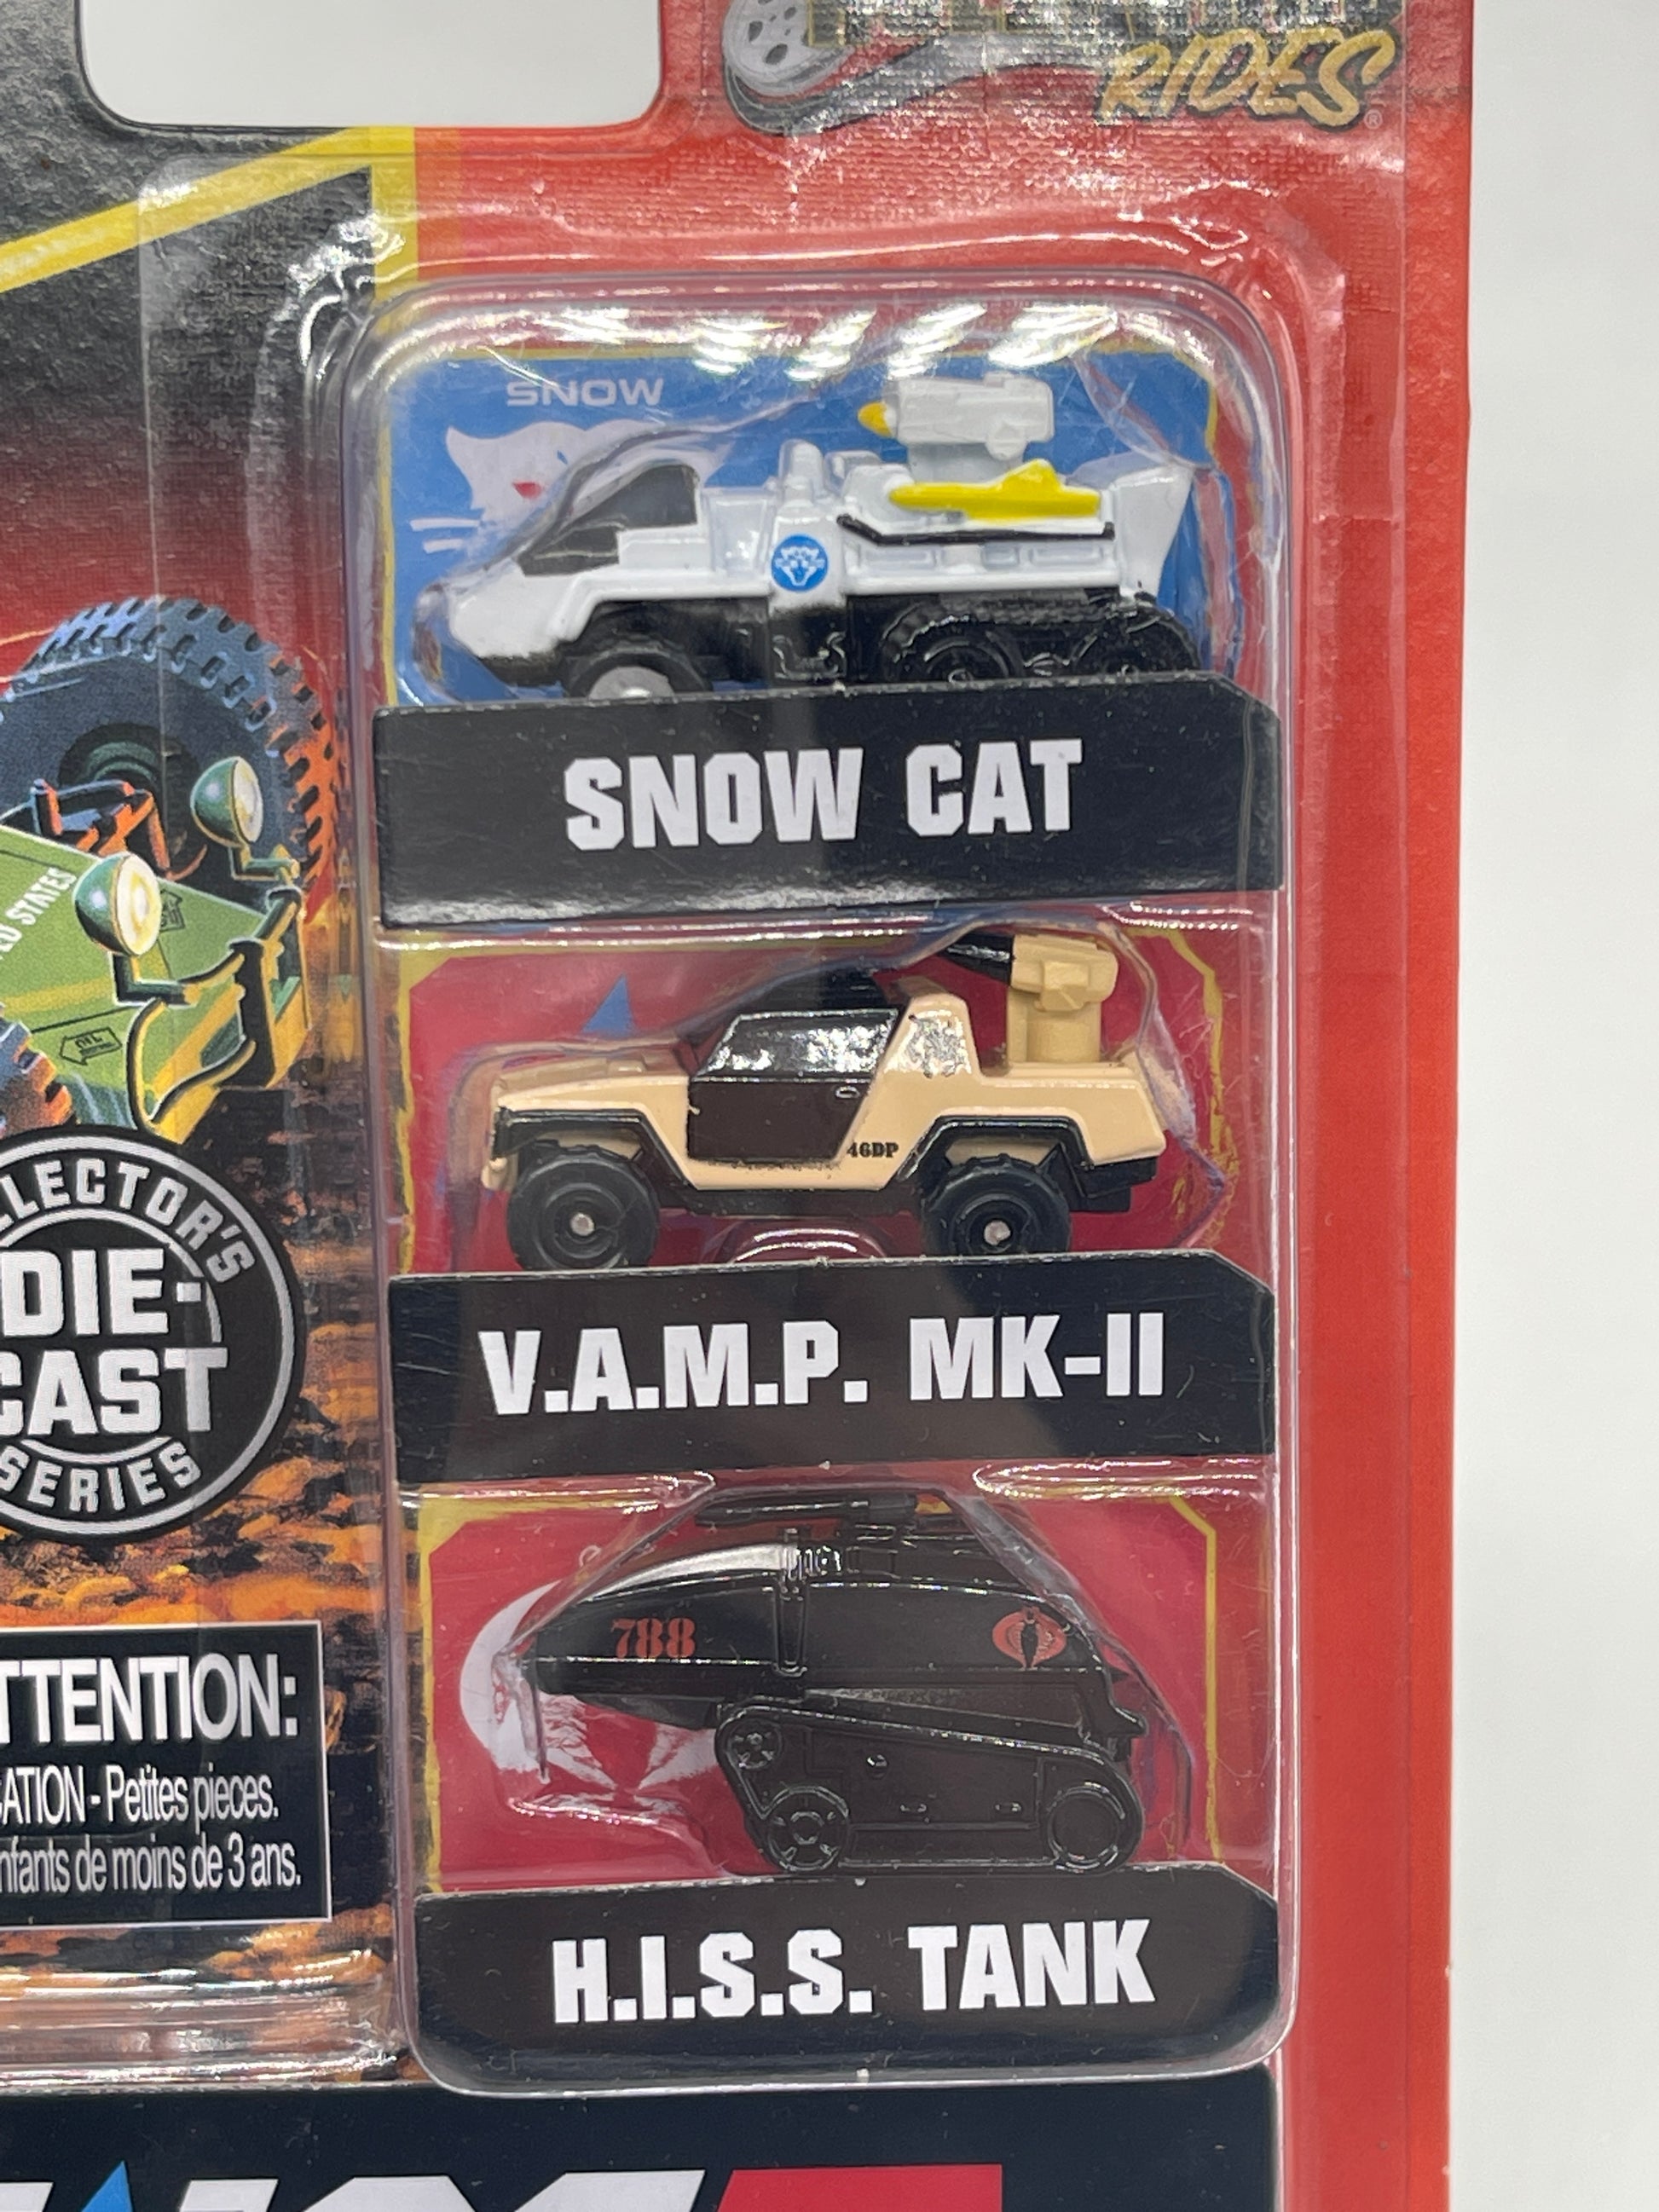 RIDES
®
SNOW
SNOW CAT
STATES
46DP
V.A.M.P. MK-II
DIE-
CAST
SERIES
788
TTENTION:
CATION - Petites pieces.
nfants de moins de 3 ans.
H.I.S.S. TANK